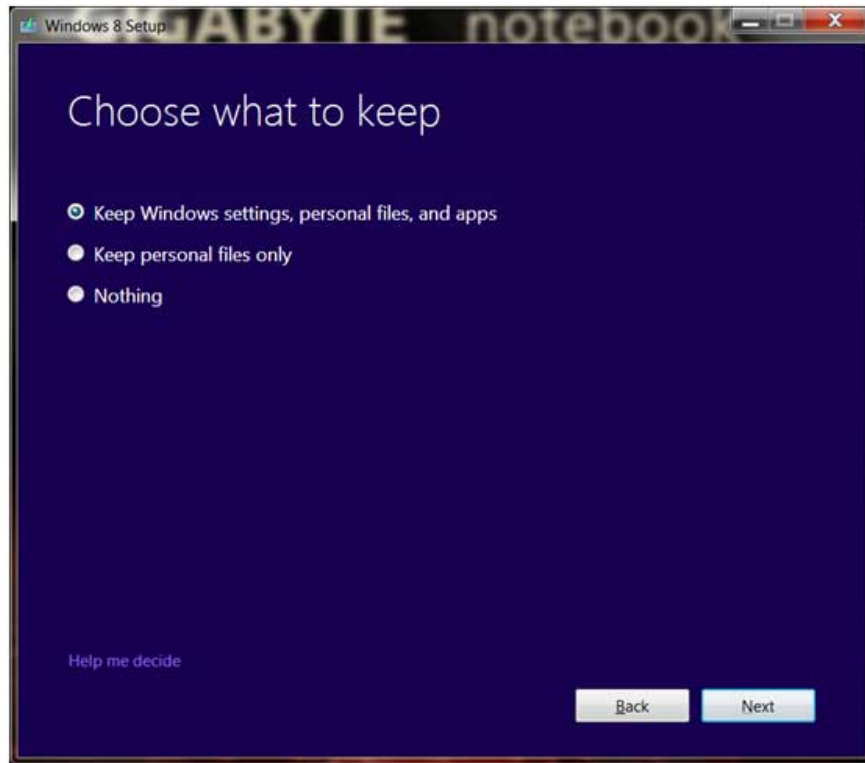 GIGABYTE notebook
Windows 8 Setup
Choose what to keep
Keep Windows settings, personal files, and apps
Keep personal files only
Nothing
Help me decide
Back
Next